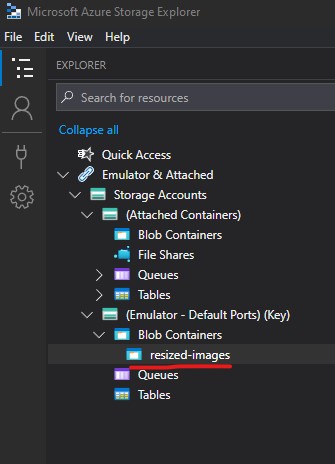 Microsoft Azure Storage Explorer
File Edit View Help
EXPLORER
Search for resources
Collapse all
Quick Access
Emulator & Attached
Storage Accounts
(Attached Containers)
Blob Containers
File Shares
Queues
Tables
(Emulator - Default Ports) (Key)
Blob Containers
resized-images
Queues
Tables